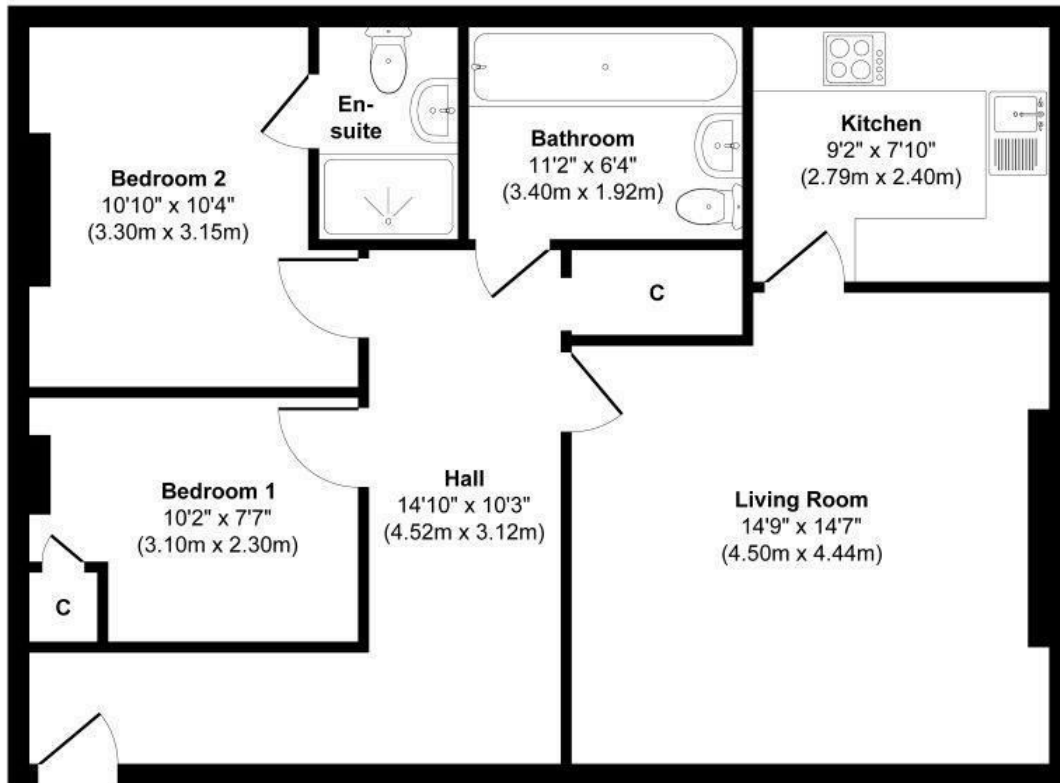 En-
suite
Bathroom
11'2" x 6'4"
(3.40m x 1.92m)
Kitchen
9'2" x 7'10"
(2.79m x 2.40m)
Bedroom 2
10'10" x 10'4"
(3.30m x 3.15m)
C
Bedroom 1
10'2" x 7'7"
(3.10m x 2.30m)
Hall
14'10" x 10'3"
(4.52m x 3.12m)
Living Room
14'9" x 14'7"
(4.50m x 4.44m)
C